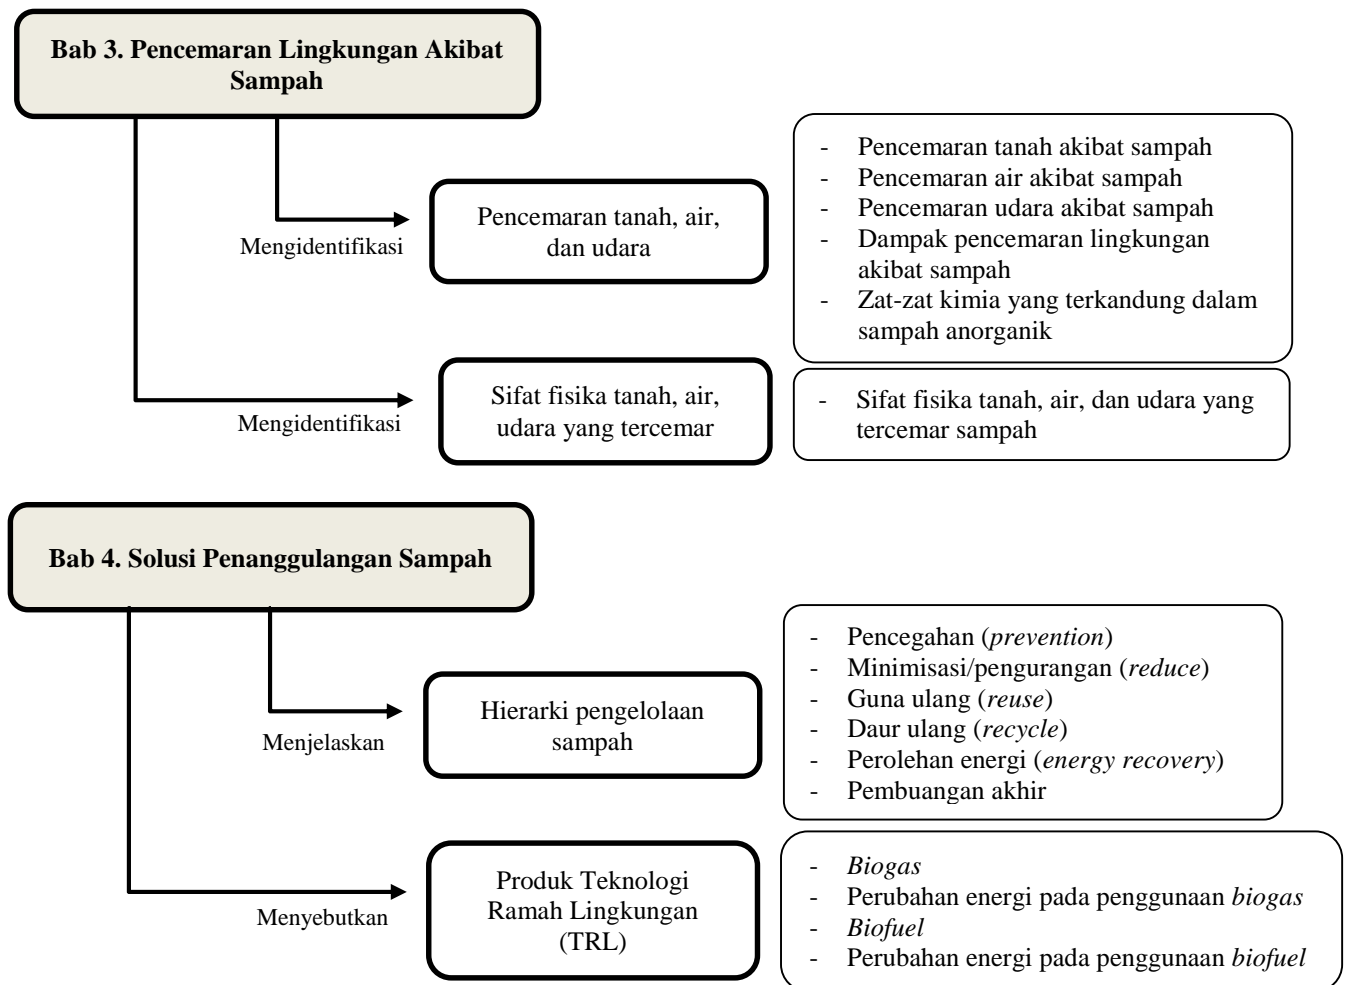 Bab 3. Pencemaran Lingkungan Akibat
Sampah
Mengidentifikasi
Pencemaran tanah, air,
dan udara
- Pencemaran tanah akibat sampah
- Pencemaran air akibat sampah
- Pencemaran udara akibat sampah
- Dampak pencemaran lingkungan
akibat sampah
- Zat-zat kimia yang terkandung dalam
sampah anorganik
Mengidentifikasi
Sifat fisika tanah, air,
udara yang tercemar
- Sifat fisika tanah, air, dan udara yang
tercemar sampah
Bab 4. Solusi Penanggulangan Sampah
Menjelaskan
Hierarki pengelolaan
sampah
- Pencegahan (prevention)
- Minimisasi/pengurangan (reduce)
- Guna ulang (reuse)
- Daur ulang (recycle)
- Perolehan energi (energy recovery)
- Pembuangan akhir
Menyebutkan
Produk Teknologi
Ramah Lingkungan
(TRL)
- Biogas
- Perubahan energi pada penggunaan biogas
- Biofuel
- Perubahan energi pada penggunaan biofuel